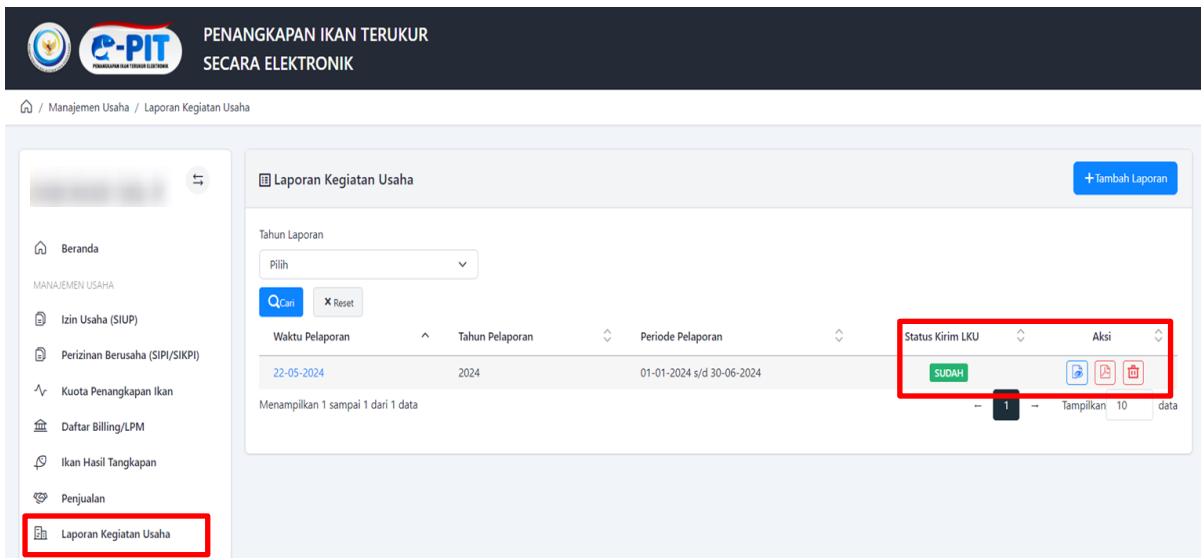 e-PIT
PENANGKAPAN IKAN TERUKUR ELEKTRONIK
PENANGKAPAN IKAN TERUKUR
SECARA ELEKTRONIK
/ Manajemen Usaha / Laporan Kegiatan Usaha
Beranda
MANAJEMEN USAHA
Izin Usaha (SIUP)
Perizinan Berusaha (SIPI/SIKPI)
Kuota Penangkapan Ikan
Daftar Billing/LPM
Ikan Hasil Tangkapan
Penjualan
Laporan Kegiatan Usaha
Laporan Kegiatan Usaha
+Tambah Laporan
Tahun Laporan
Pilih
Cari
× Reset
Waktu Pelaporan Tahun Pelaporan Periode Pelaporan Status Kirim LKU Aksi
22-05-2024 2024 01-01-2024 s/d 30-06-2024 SUDAH
Menampilkan 1 sampai 1 dari 1 data ← 1 → Tampilkan 10 data